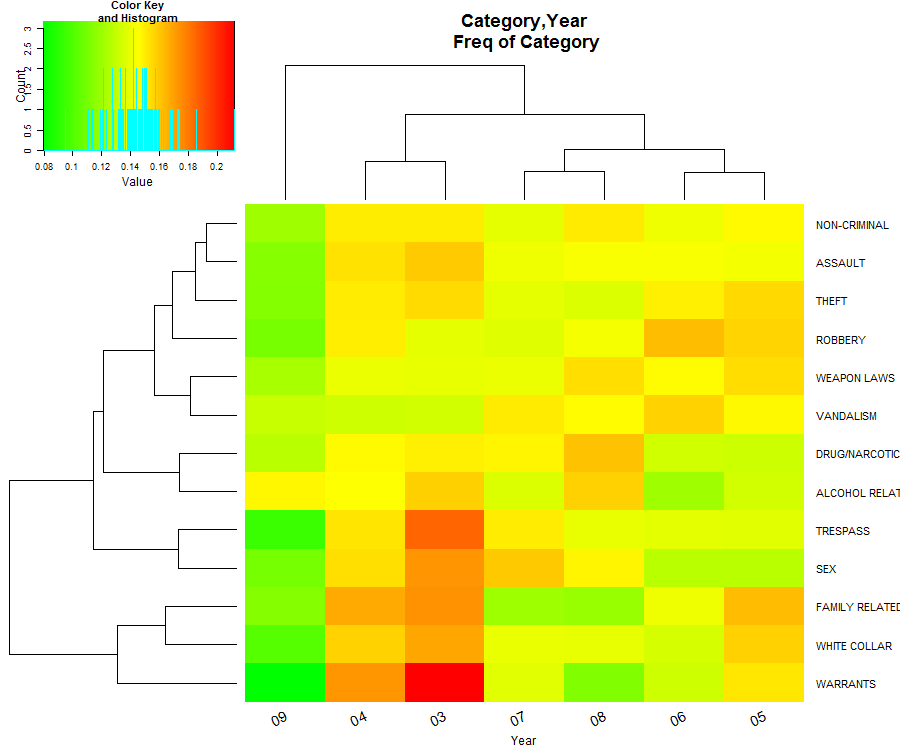 Color Key
and Histogram
Count
0 0.5 1 1.5 2 2.5 3
0.08 0.1 0.12 0.14 0.16 0.18 0.2
Value
Category,Year
Freq of Category
NON-CRIMINAL
ASSAULT
THEFT
ROBBERY
WEAPON LAWS
VANDALISM
DRUG/NARCOTIC
ALCOHOL RELAT
TRESPASS
SEX
FAMILY RELATED
WHITE COLLAR
WARRANTS
09 04 03 07 08 06 05
Year